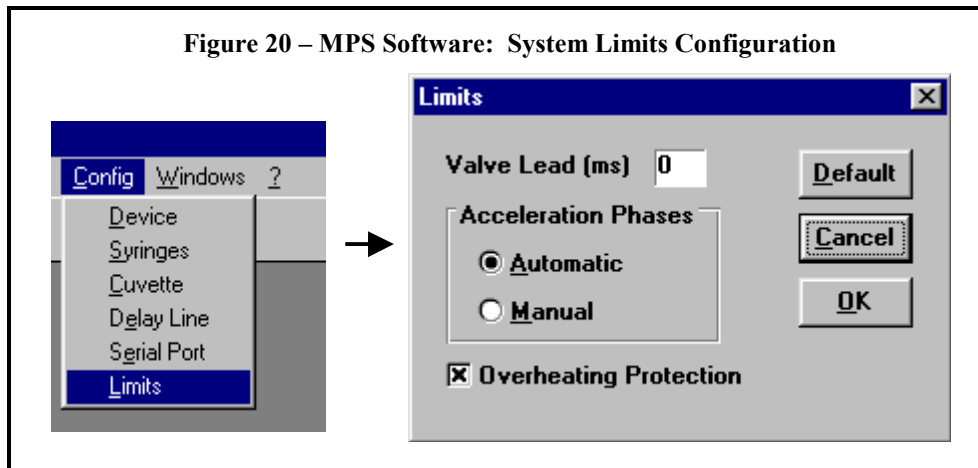 Figure 20 – MPS Software: System Limits Configuration
Config Windows ?
Device
Syringes
Cuvette
Delay Line
Serial Port
Limits
Limits
Valve Lead (ms) 0
Acceleration Phases
Automatic
Manual
Overheating Protection
Default
Cancel
OK